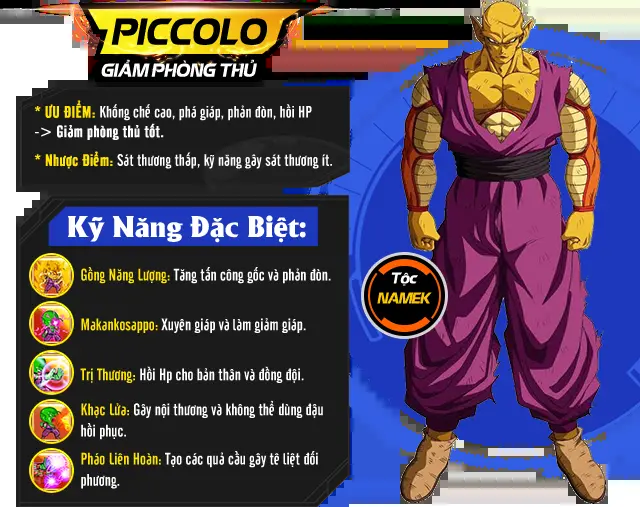 PICCOLO
GIẢM PHÒNG THỦ
* ƯU ĐIỂM: Khống chế cao, phá giáp, phản đòn, hồi HP
-> Giảm phòng thủ tốt.
* Nhược Điểm: Sát thương thấp, kỹ năng gây sát thương ít.
Kỹ Năng Đặc Biệt:
Gồng Năng Lượng: Tăng tấn công gốc và phản đòn.
Makankosappo: Xuyên giáp và làm giảm giáp.
Trị Thương: Hồi Hp cho bản thân và đồng đội.
Khạc Lửa: Gây nội thương và không thể dùng đậu
hồi phục.
Pháo Liên Hoàn: Tạo các quả cầu gây tê liệt đối
phương.
Tộc
NAMEK